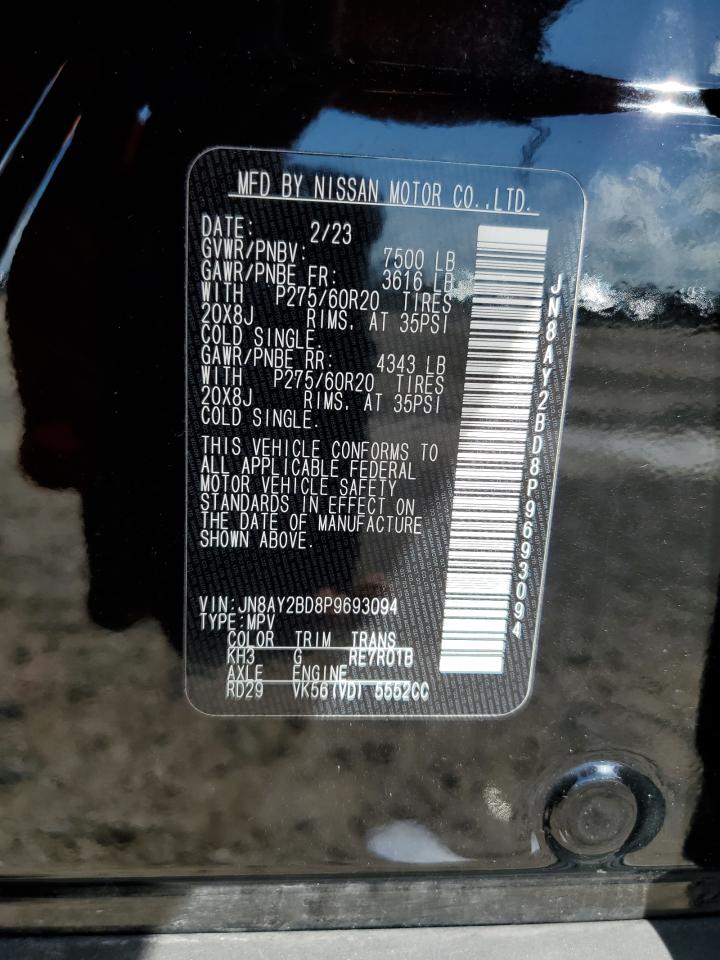 MFD BY NISSAN MOTOR CO.,LTD.
DATE: 2/23
GVWR/PNBV: 7500 LB
GAWR/PNBE FR: 3616 LB
WITH P275/60R20 TIRES
20X8J RIMS, AT 35PSI
COLD SINGLE.
GAWR/PNBE RR: 4343 LB
WITH P275/60R20 TIRES
20X8J RIMS, AT 35PSI
COLD SINGLE.
THIS VEHICLE CONFORMS TO
ALL APPLICABLE FEDERAL
MOTOR VEHICLE SAFETY
STANDARDS IN EFFECT ON
THE DATE OF MANUFACTURE
SHOWN ABOVE.
VIN:JN8AY2BD8P9693094
TYPE:MPV
COLOR TRIM TRANS
KH3 G RE7R01B
AXLE ENGINE
RD29 VK56(VD) 5552CC
JN8AY2BD8P9693094